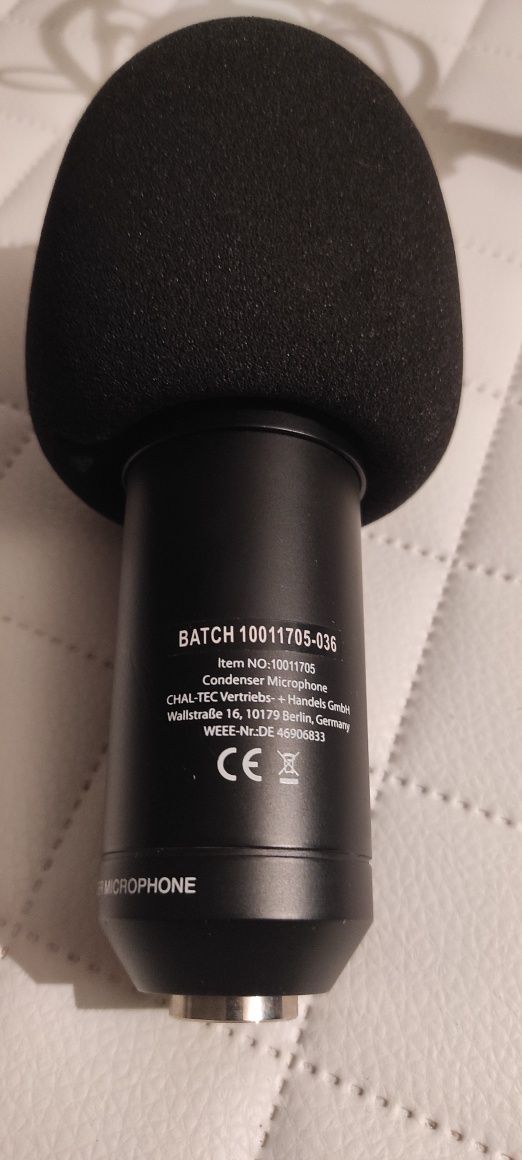 BATCH 10011705-036
Item NO:10011705
Condenser Microphone
CHAL-TEC Vertriebs- + Handels GmbH
Wallstraße 16, 10179 Berlin, Germany
WEEE-Nr.:DE 46906833
CE
MICROPHONE